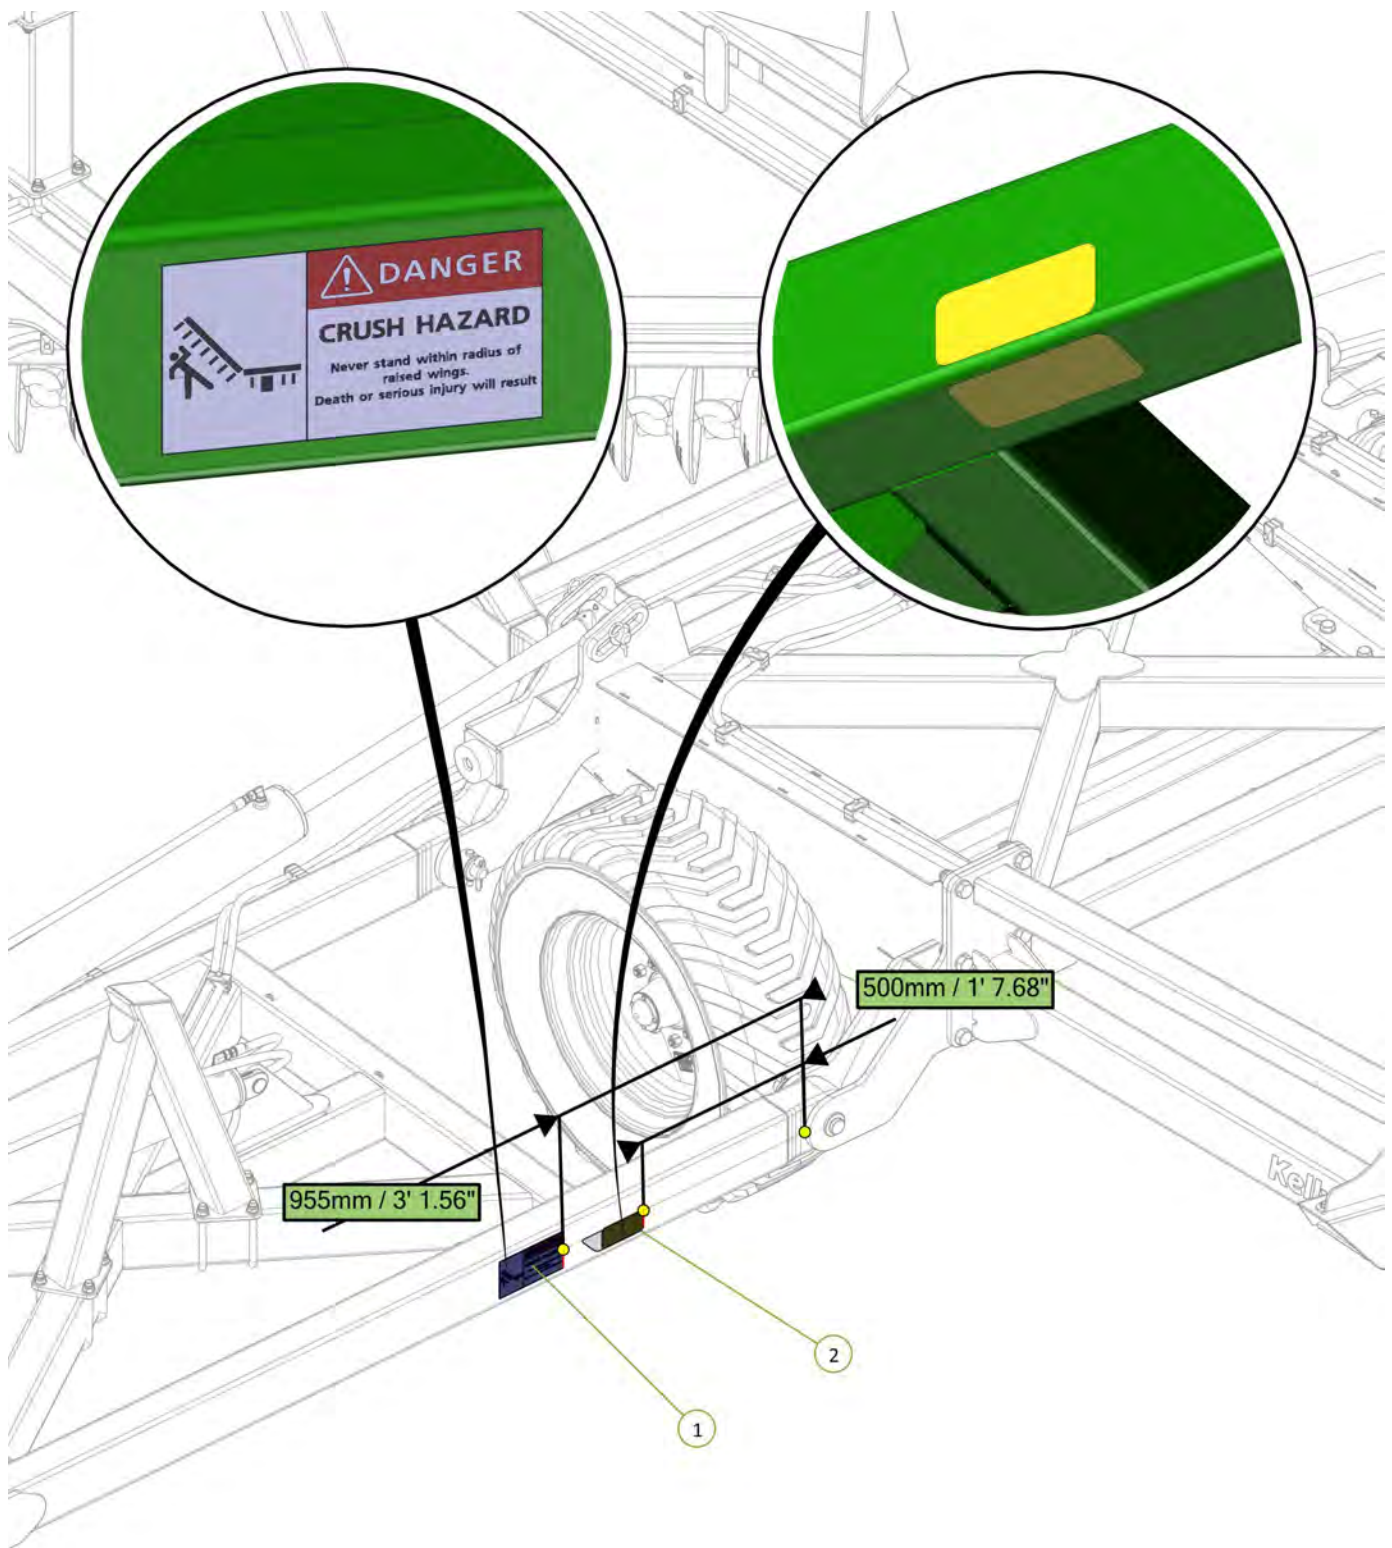 DANGER
CRUSH HAZARD
Never stand within radius of
raised wings.
Death or serious injury will result
500mm / 1' 7.68"
955mm / 3' 1.56"
2
1